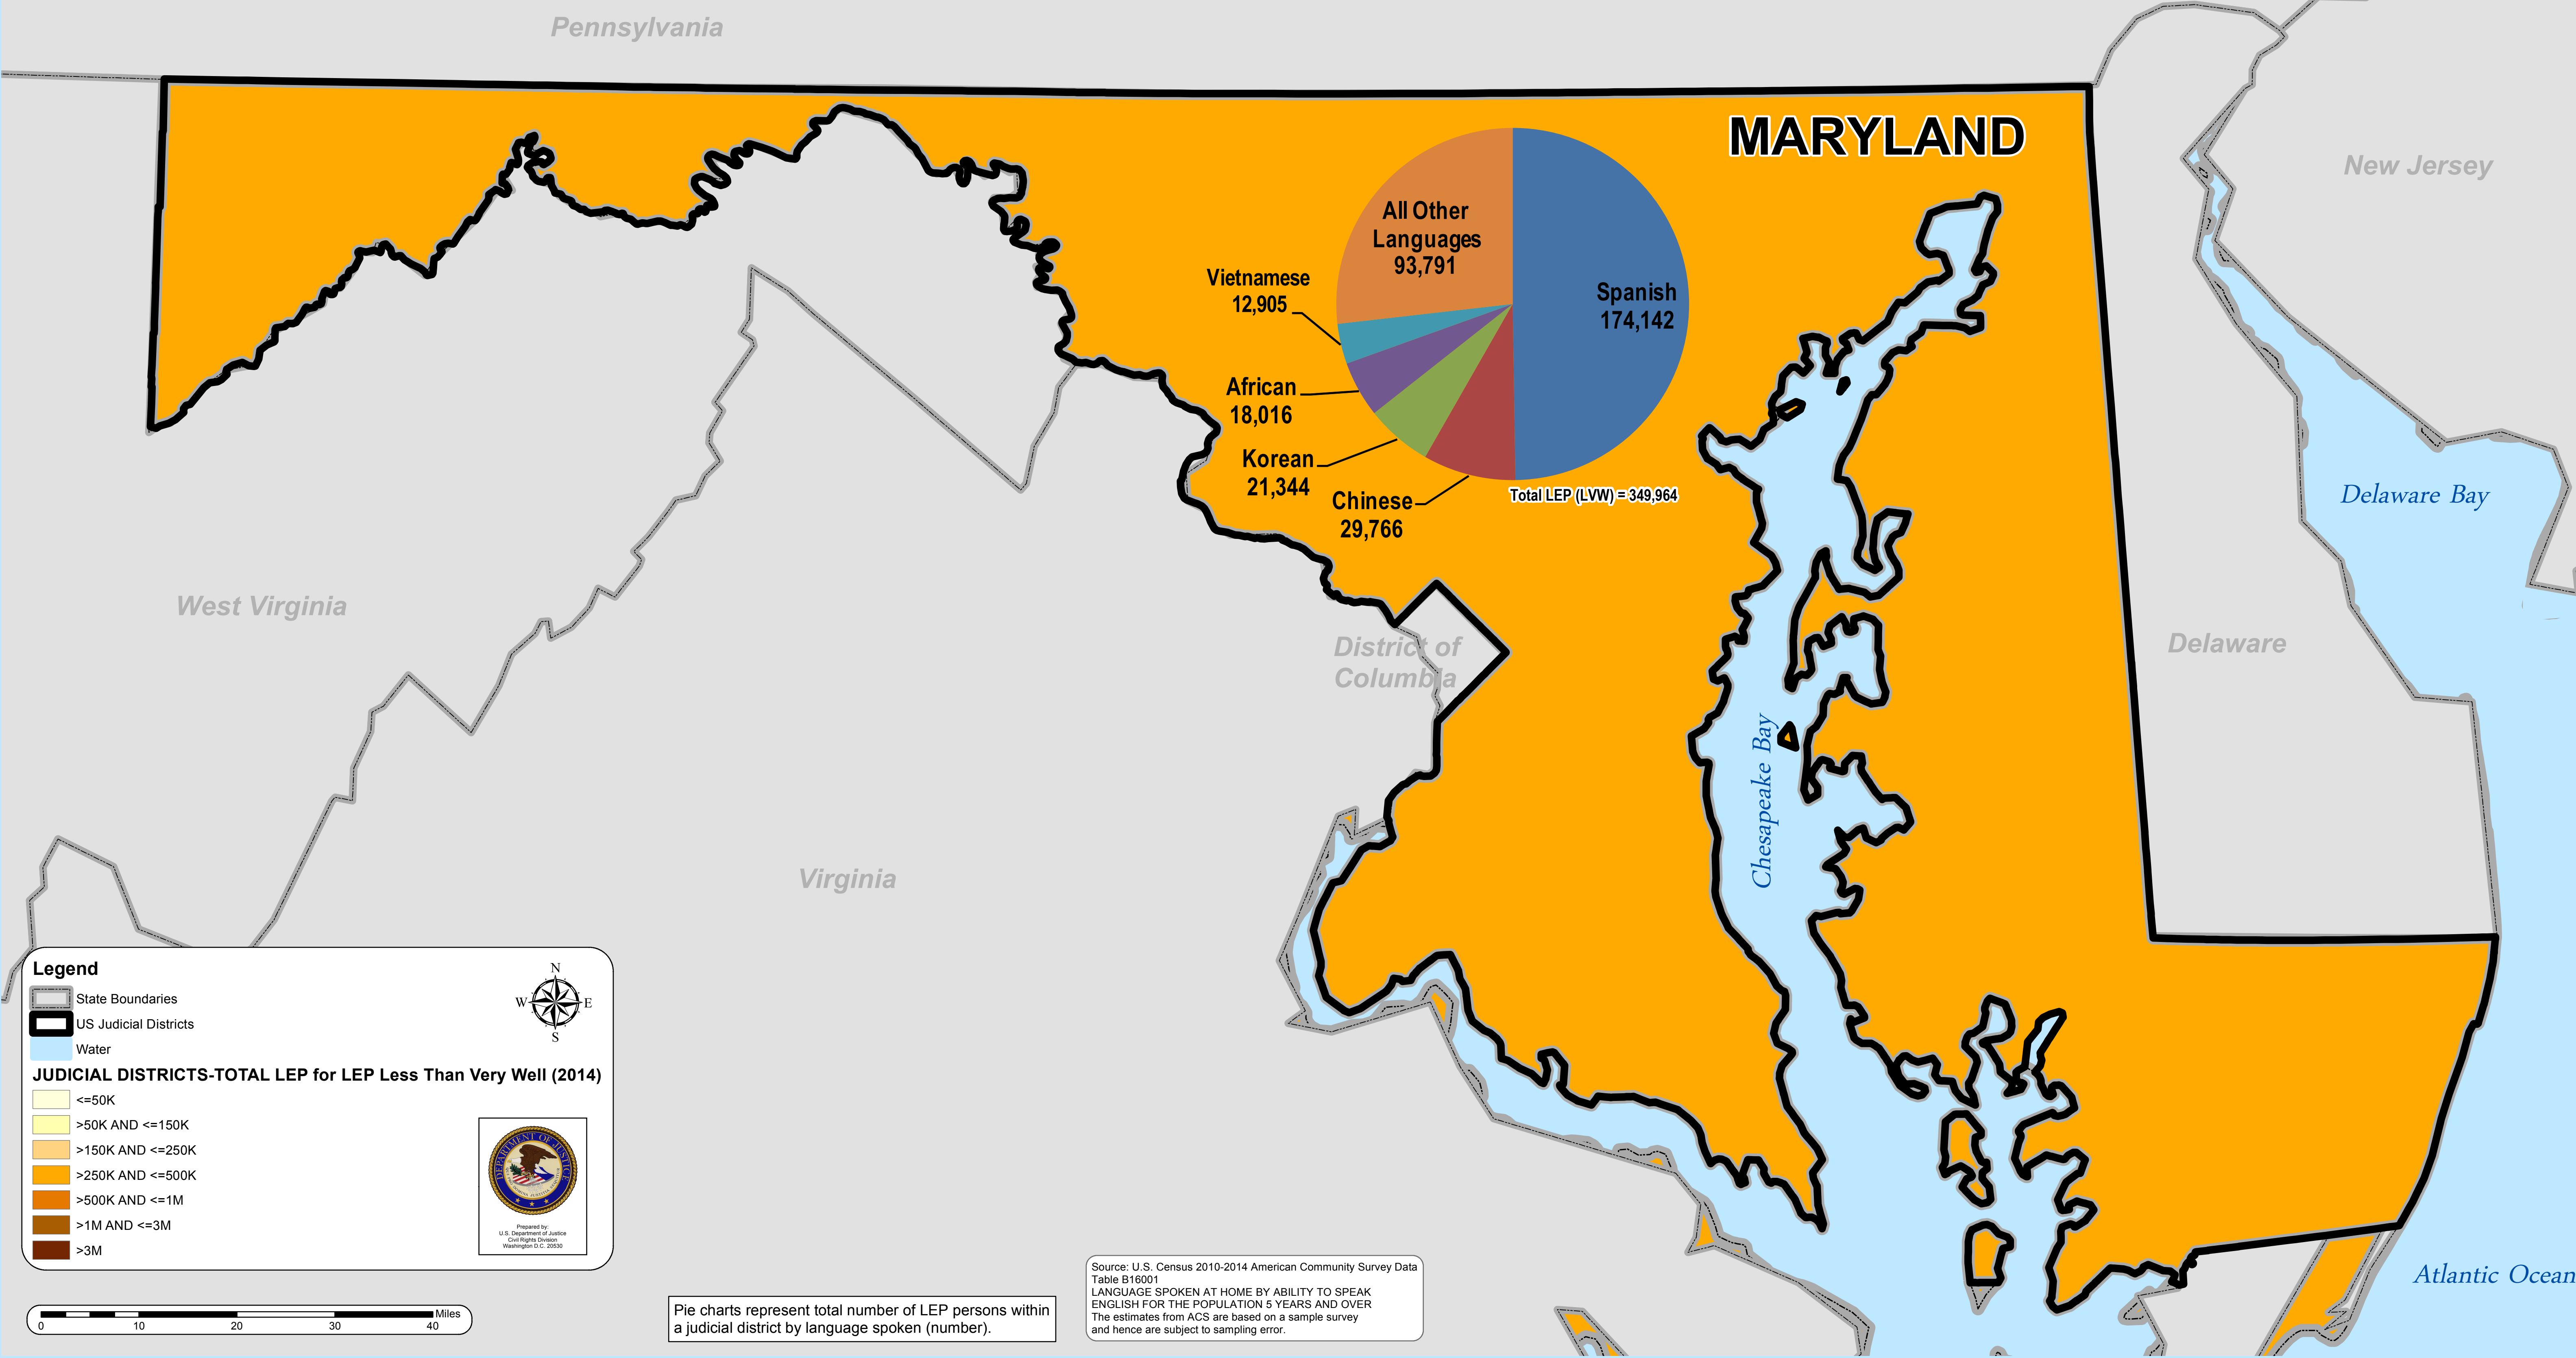 Pennsylvania
MARYLAND
New Jersey
All Other
Languages
93,791
Vietnamese
12,905
Spanish
174,142
African
18,016
Korean
21,344
Chinese
29,766
Total LEP (LVW) = 349,964
Delaware Bay
West Virginia
District of
Columbia
Delaware
Chesapeake Bay
Virginia
Legend
N
W
E
S
State Boundaries
US Judicial Districts
Water
JUDICIAL DISTRICTS-TOTAL LEP for LEP Less Than Very Well (2014)
<=50K
>50K AND <=150K
>150K AND <=250K
>250K AND <=500K
>500K AND <=1M
>1M AND <=3M
>3M
DEPARTMENT OF JUSTICE
Prepared by:
U.S. Department of Justice
Civil Rights Division
Washington D.C. 20530
Miles
0 10 20 30 40
Pie charts represent total number of LEP persons within
a judicial district by language spoken (number).
Source: U.S. Census 2010-2014 American Community Survey Data
Table B16001
LANGUAGE SPOKEN AT HOME BY ABILITY TO SPEAK
ENGLISH FOR THE POPULATION 5 YEARS AND OVER
The estimates from ACS are based on a sample survey
and hence are subject to sampling error.
Atlantic Ocean